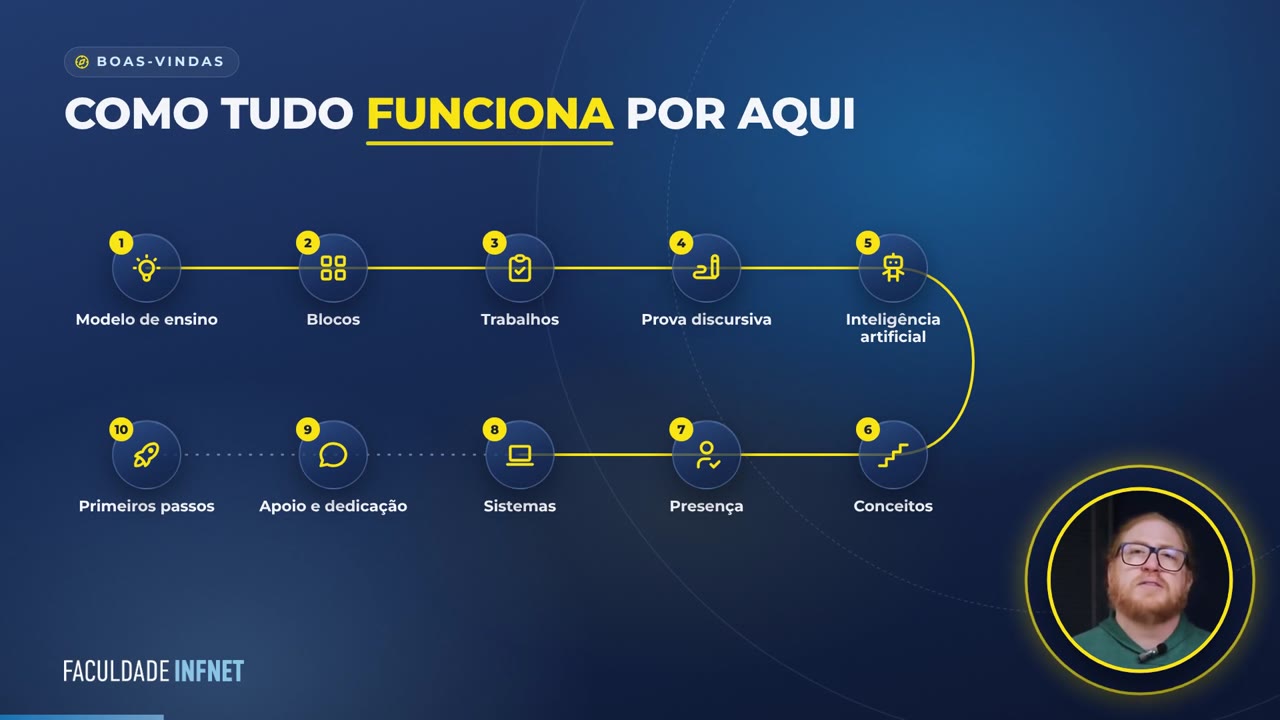 BOAS-VINDAS
COMO TUDO FUNCIONA POR AQUI
1
2
3
4
5
Modelo de ensino
Blocos
Trabalhos
Prova discursiva
Inteligência
artificial
10
9
8
7
6
Primeiros passos
Apoio e dedicação
Sistemas
Presença
Conceitos
FACULDADE INFNET